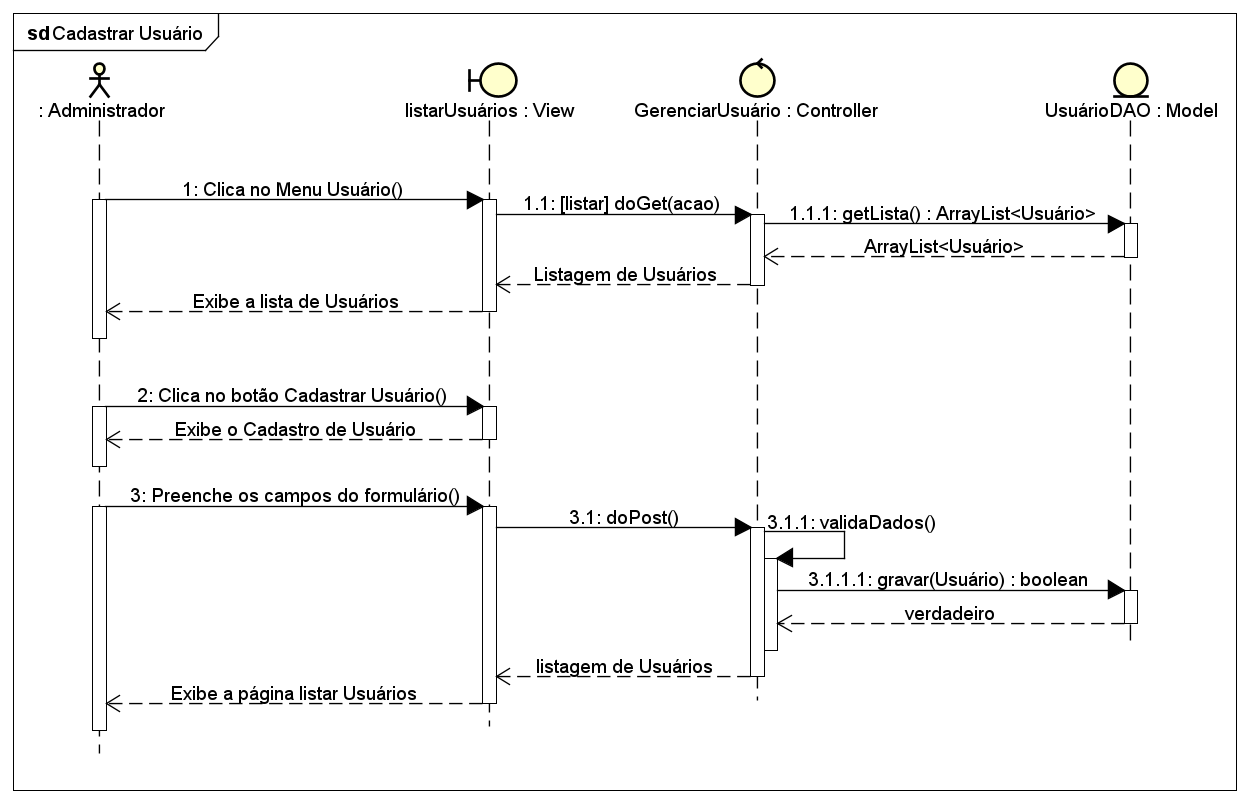 sd Cadastrar Usuário
: Administrador
listarUsuários : View
GerenciarUsuário : Controller
UsuárioDAO : Model
1: Clica no Menu Usuário()
1.1: [listar] doGet(acao)
1.1.1: getLista() : ArrayList<Usuário>
ArrayList<Usuário>
Listagem de Usuários
Exibe a lista de Usuários
2: Clica no botão Cadastrar Usuário()
Exibe o Cadastro de Usuário
3: Preenche os campos do formulário()
3.1: doPost()
3.1.1: validaDados()
3.1.1.1: gravar(Usuário) : boolean
verdadeiro
listagem de Usuários
Exibe a página listar Usuários